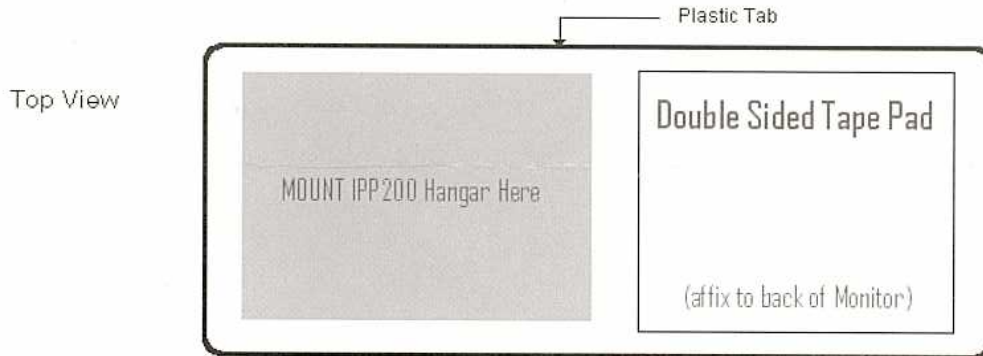 Plastic Tab
Top View
Double Sided Tape Pad
MOUNT IPP200 Hangar Here
(affix to back of Monitor)